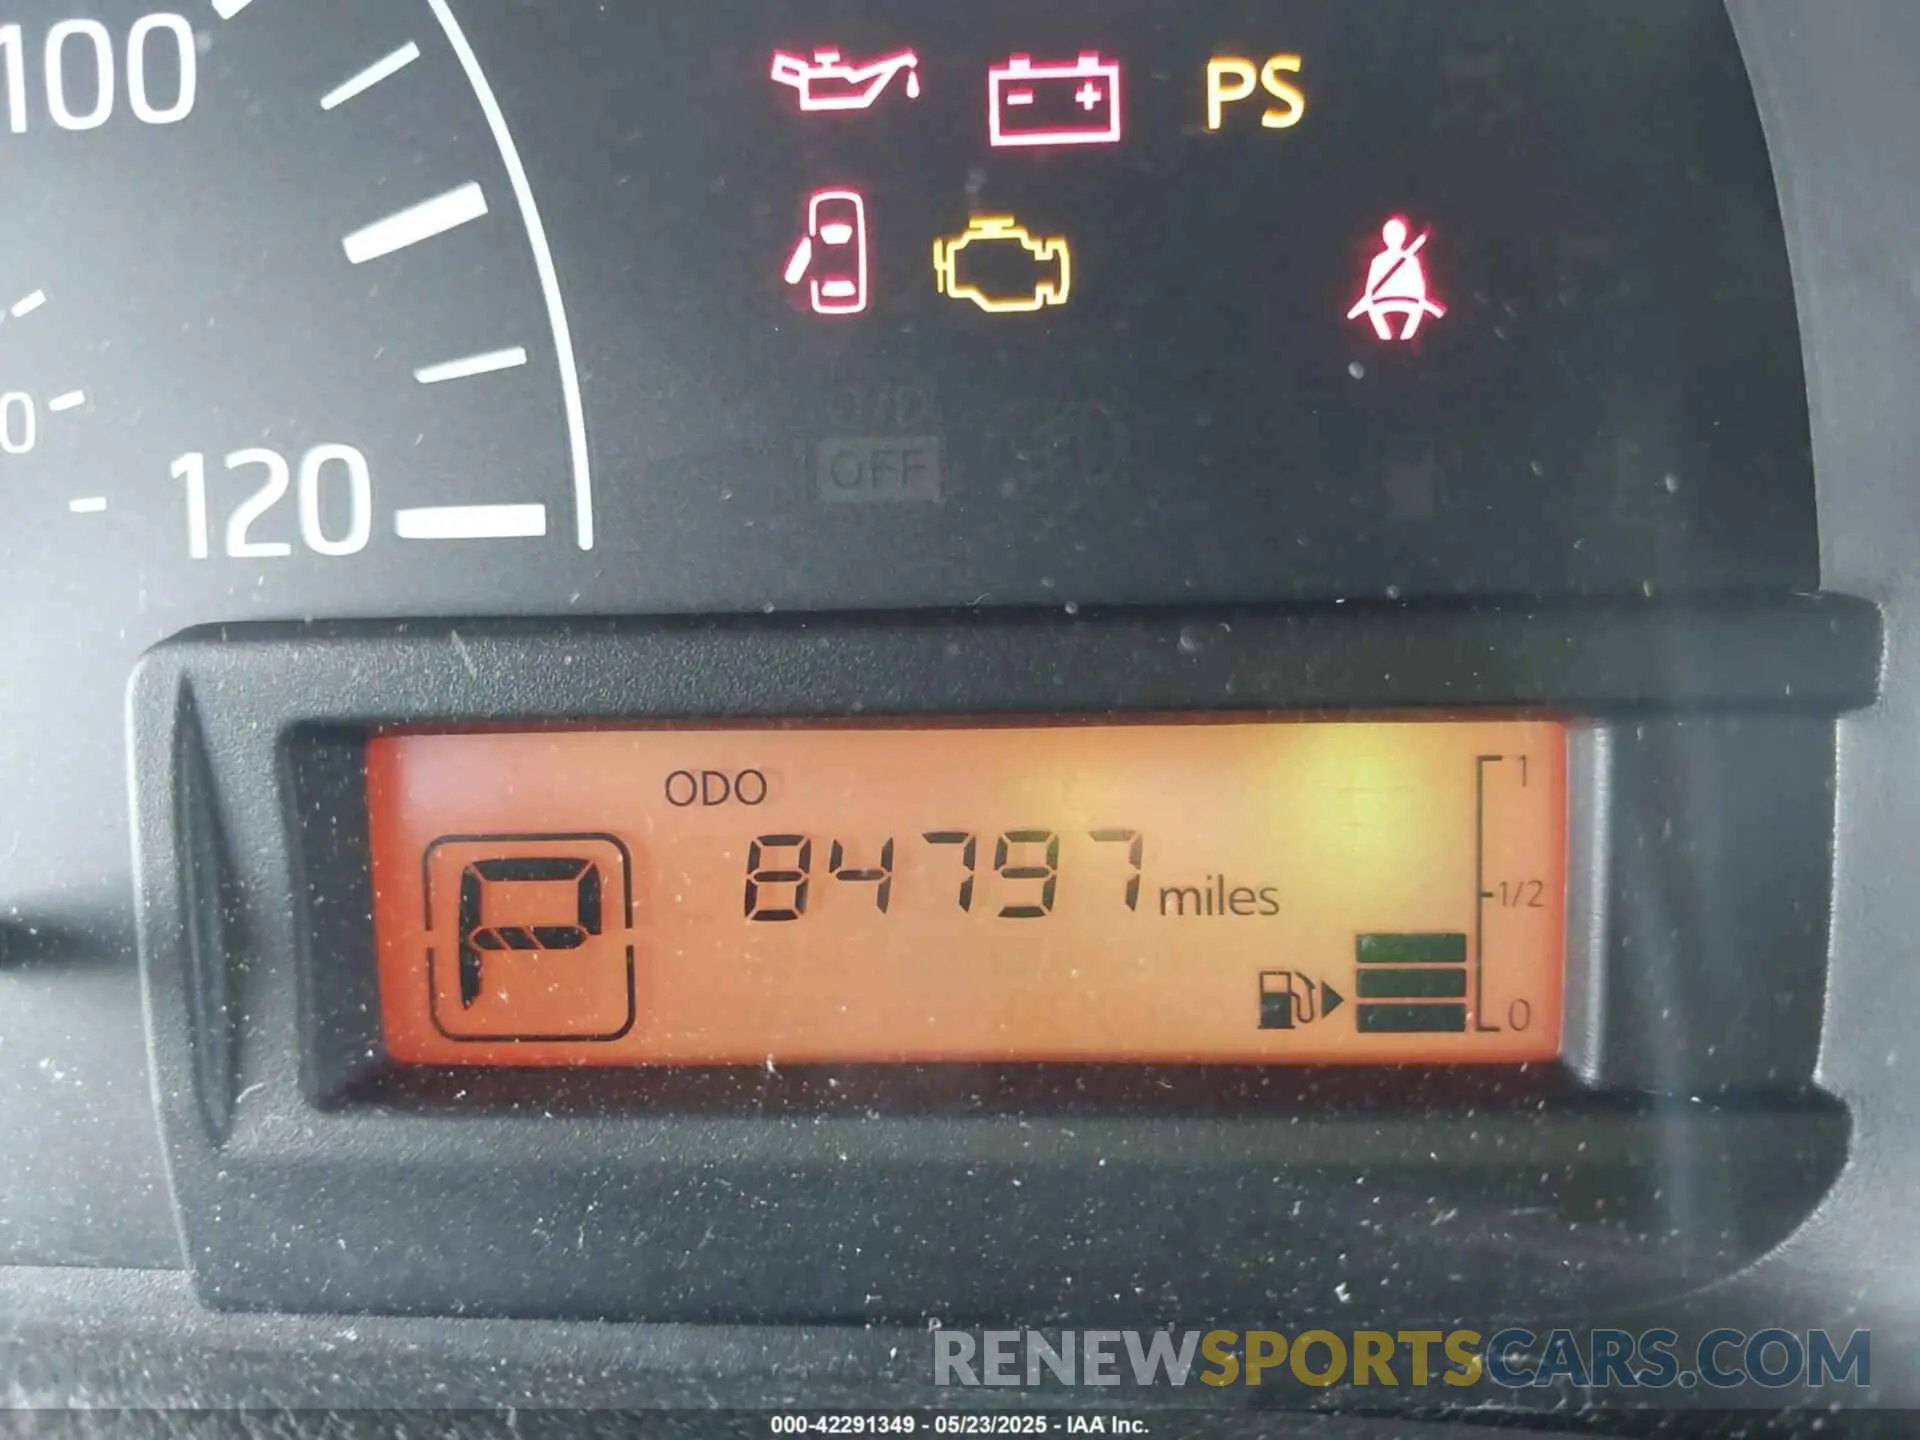 100
PS
0
O/D
OFF
120
ODO
1
84797 miles
1/2
P
0
RENEWSPORTSCARS.COM
000-42291349 - 05/23/2025 - IAA Inc.